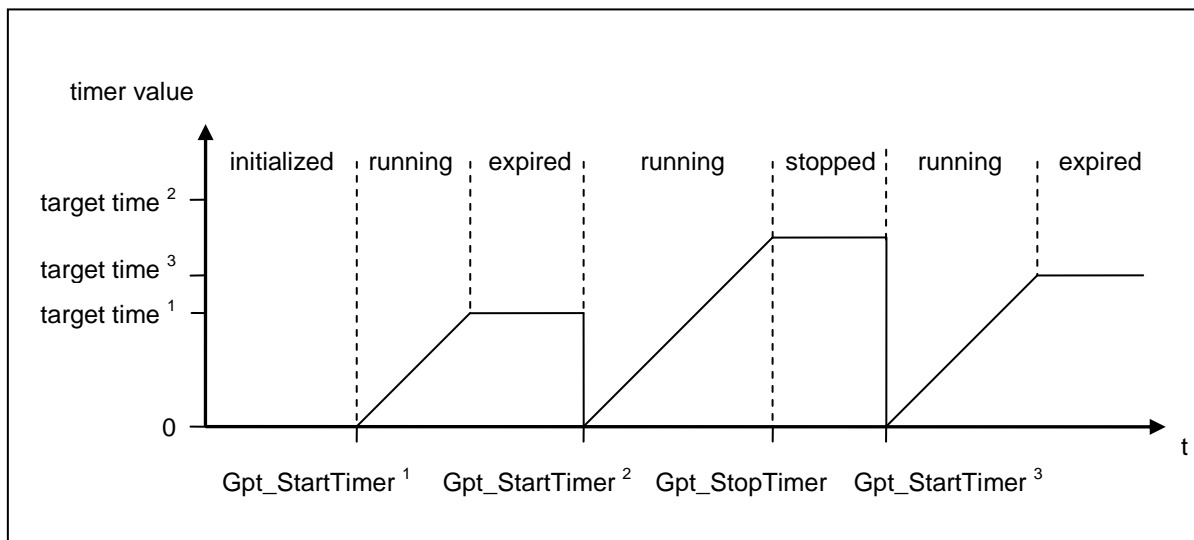 timer value
initialized running expired running stopped running expired
target time ²
target time ³
target time ¹
0
t
Gpt_StartTimer ¹ Gpt_StartTimer ² Gpt_StopTimer Gpt_StartTimer ³